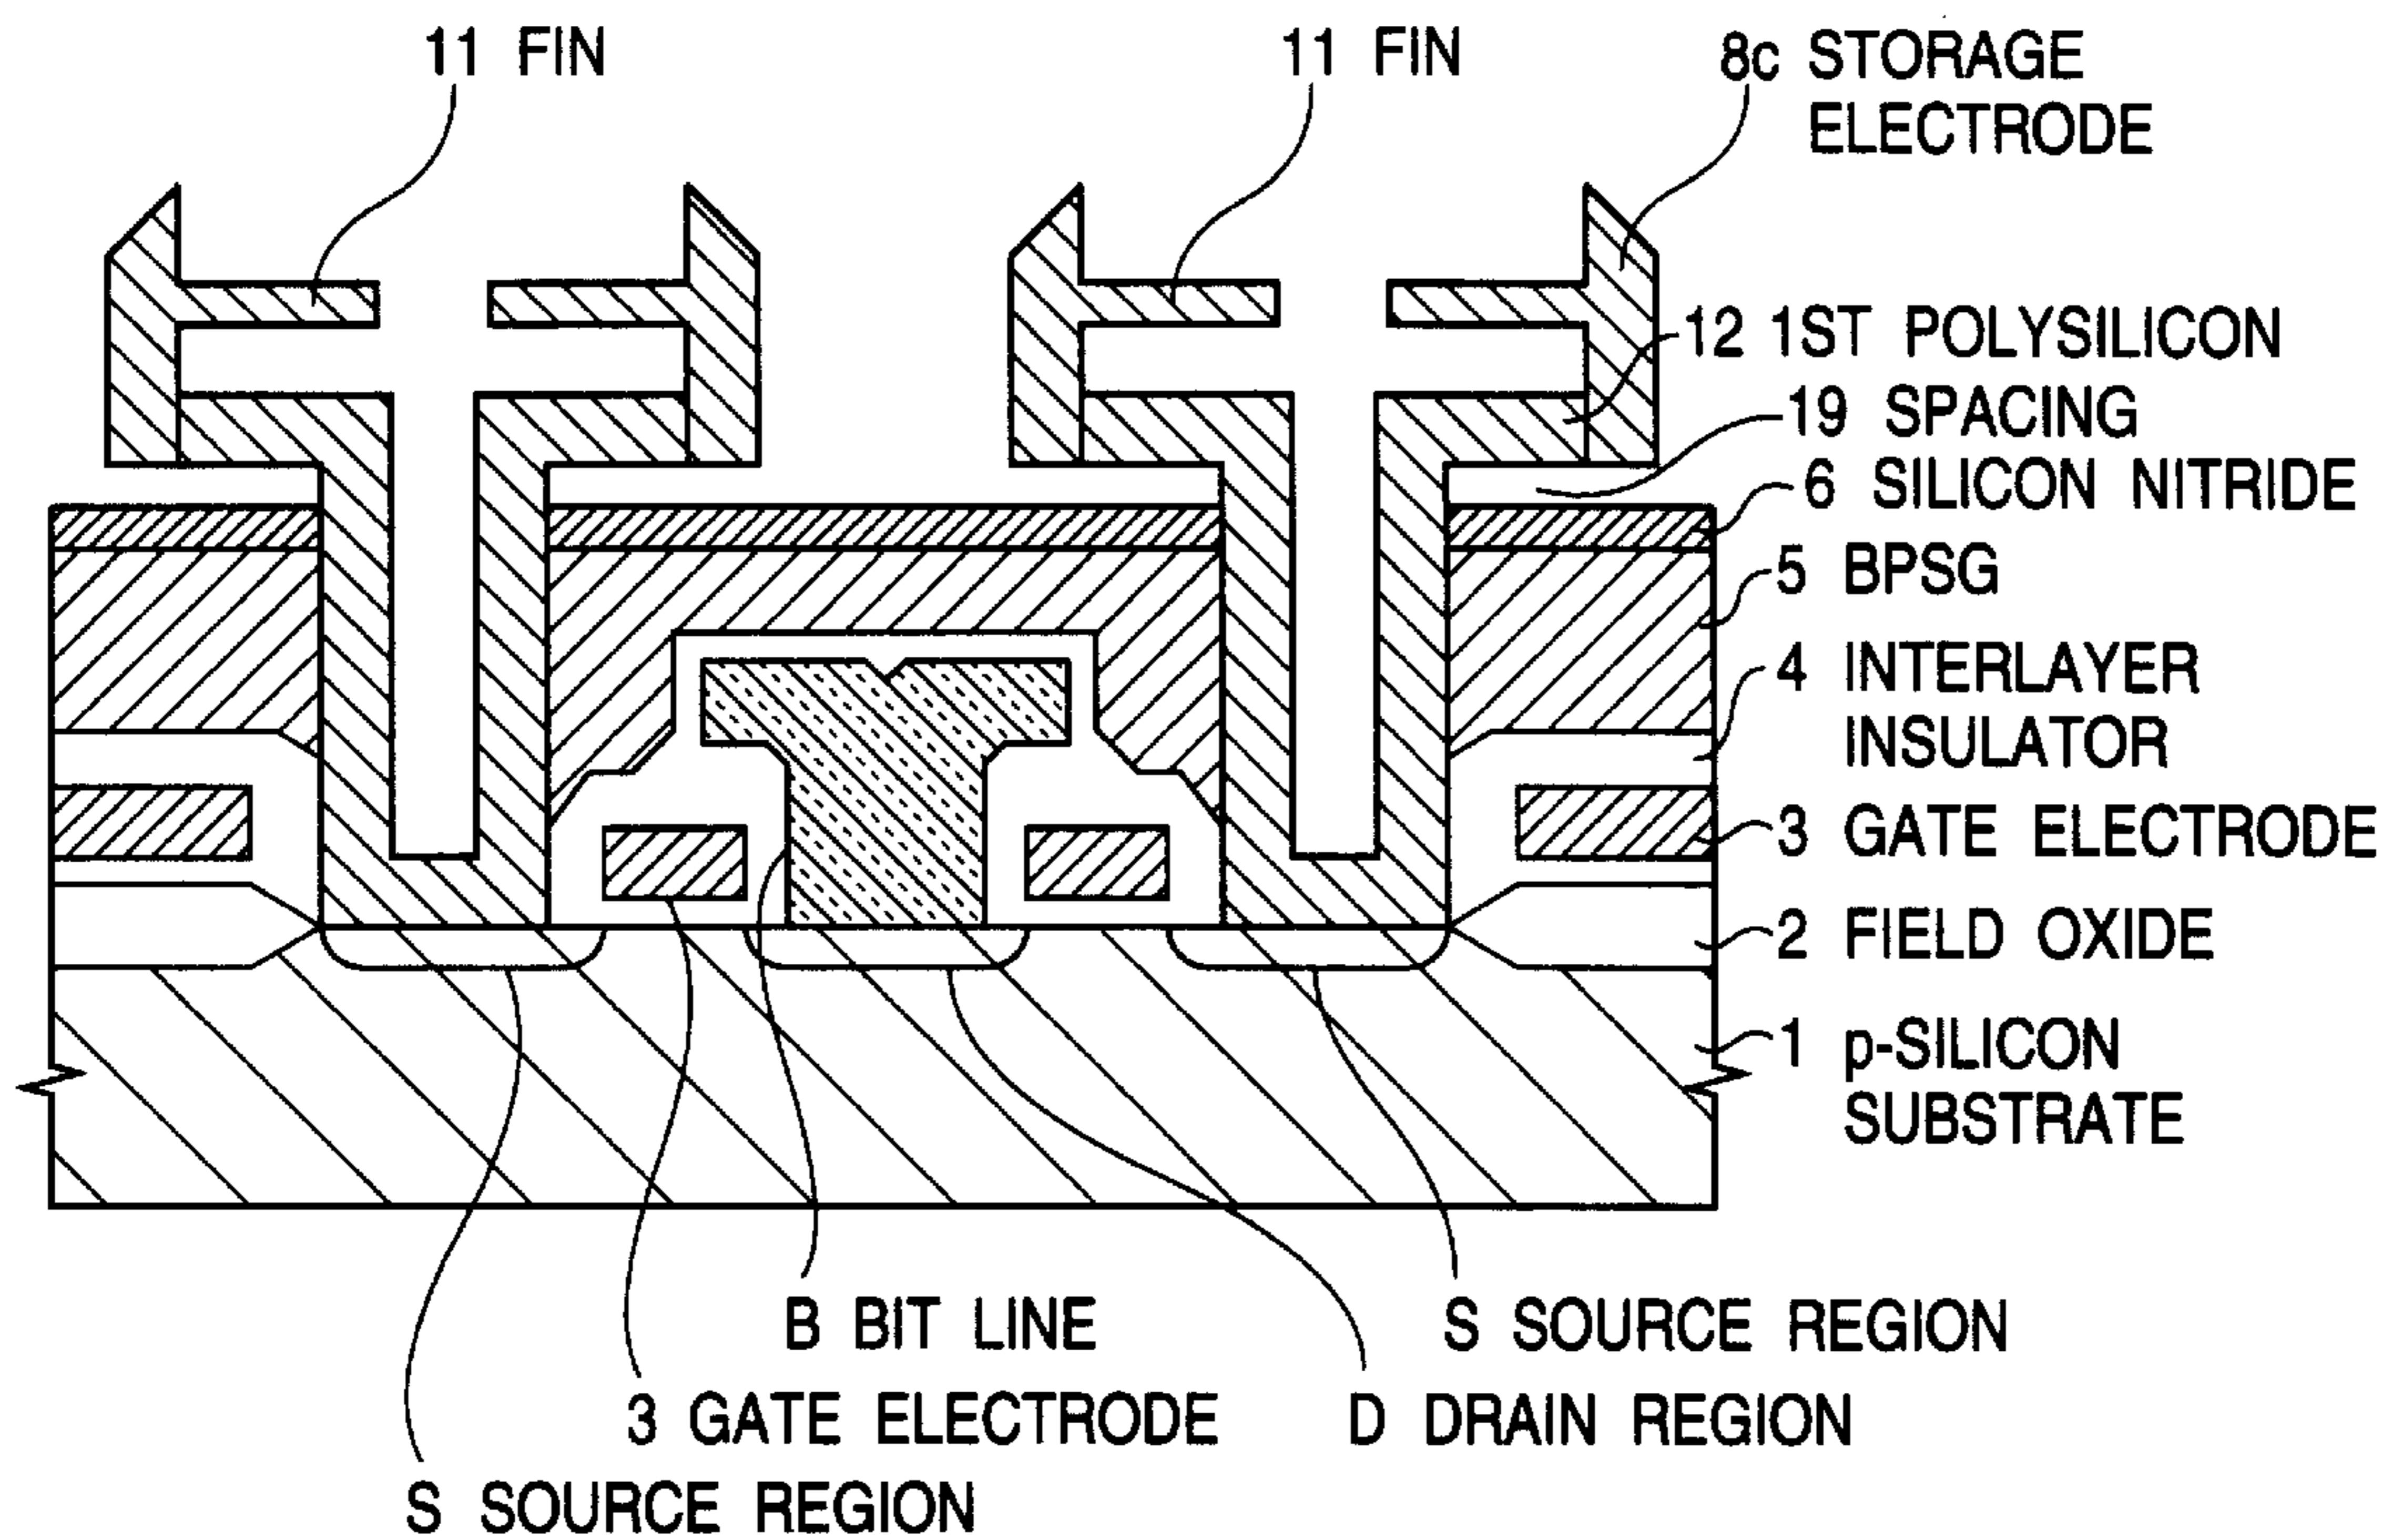 11 FIN
11 FIN
8c STORAGE
ELECTRODE
12 1ST POLYSILICON
19 SPACING
6 SILICON NITRIDE
5 BPSG
4 INTERLAYER
INSULATOR
3 GATE ELECTRODE
2 FIELD OXIDE
1 p-SILICON
SUBSTRATE
B BIT LINE
S SOURCE REGION
3 GATE ELECTRODE
D DRAIN REGION
S SOURCE REGION